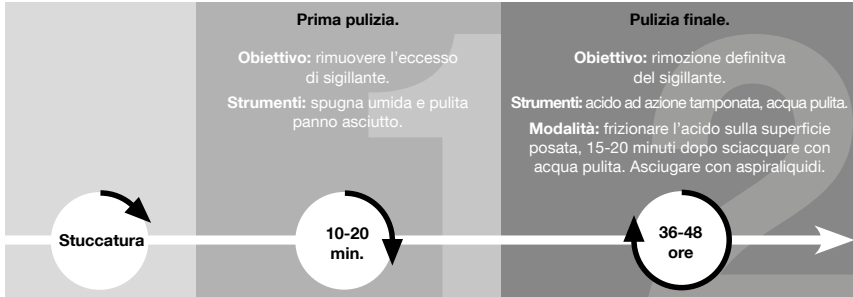 Prima pulizia.
Obiettivo: rimuovere l'eccesso
di sigillante.
Strumenti: spugna umida e pulita
panno asciutto.
Pulizia finale.
Obiettivo: rimozione definitva
del sigillante.
Strumenti: acido ad azione tamponata, acqua pulita.
Modalità: frizionare l'acido sulla superficie
posata, 15-20 minuti dopo sciacquare con
acqua pulita. Asciugare con aspiraliquidi.
1
2
Stuccatura
10-20
min.
36-48
ore